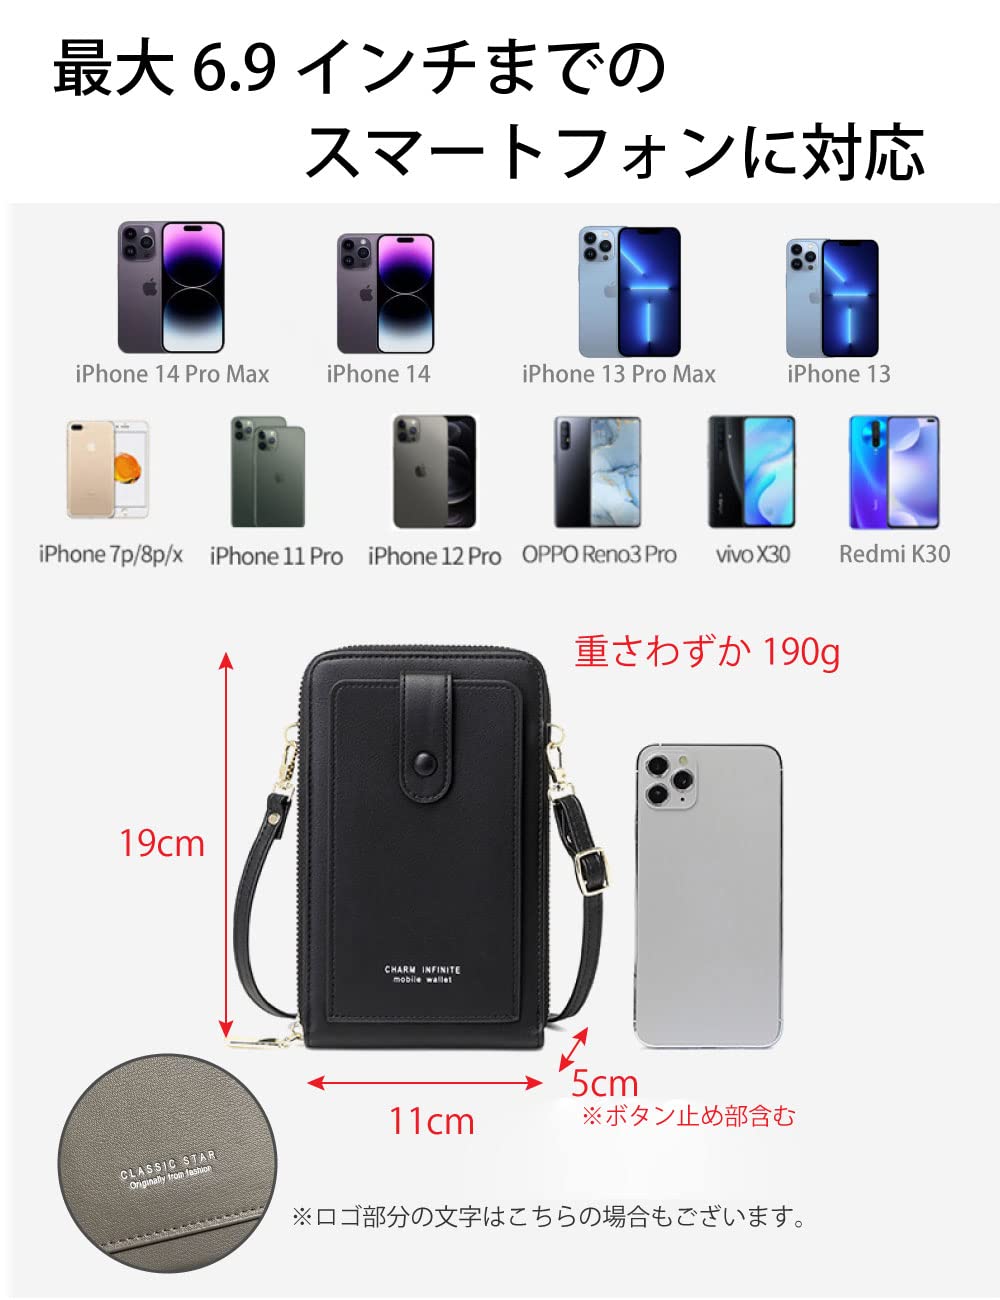 最大 6.9 インチまでの
スマートフォンに対応
iPhone 14 Pro Max
iPhone 14
iPhone 13 Pro Max
iPhone 13
iPhone 7p/8p/x
iPhone 11 Pro
iPhone 12 Pro
OPPO Reno3 Pro
vivo X30
Redmi K30
重さわずか 190g
19cm
CHARM INFINITE
mobile wallet
5cm
11cm
※ボタン止め部含む
CLASSIC STAR
Originally from fashion
※ロゴ部分の文字はこちらの場合もございます。